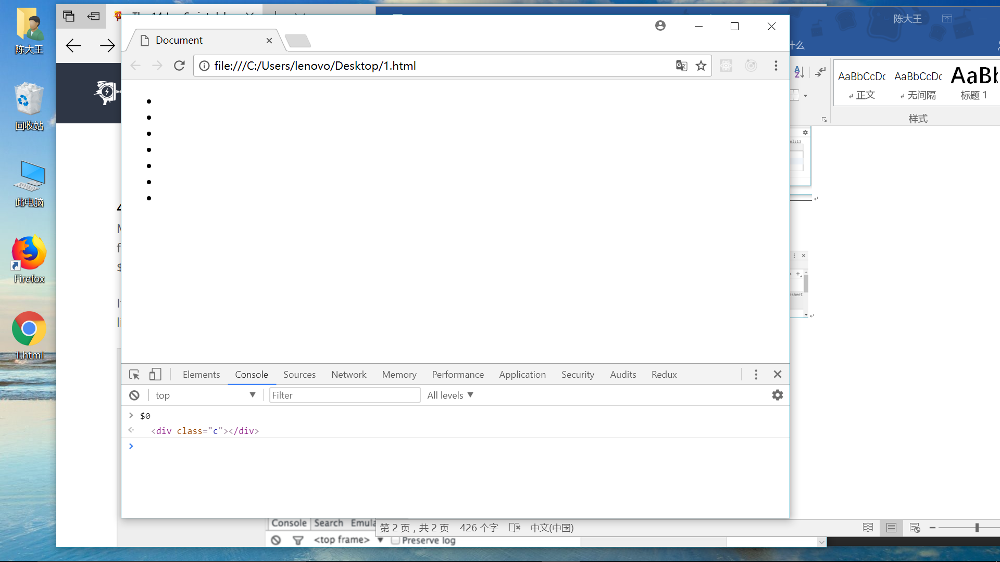 陈大王
回收站
此电脑
Firefox
1.html
Document
file:///C:/Users/lenovo/Desktop/1.html
陈大王
什么
AaBbCcDc
AaBbCcDc
AaBb
正文
无间隔
标题 1
样式
Elements
Console
Sources
Network
Memory
Performance
Application
Security
Audits
Redux
top
Filter
All levels
$0
<div class="c"></div>
Console
Search
Emula
<top frame>
Preserve log
第 2 页，共 2 页
426 个字
中文(中国)